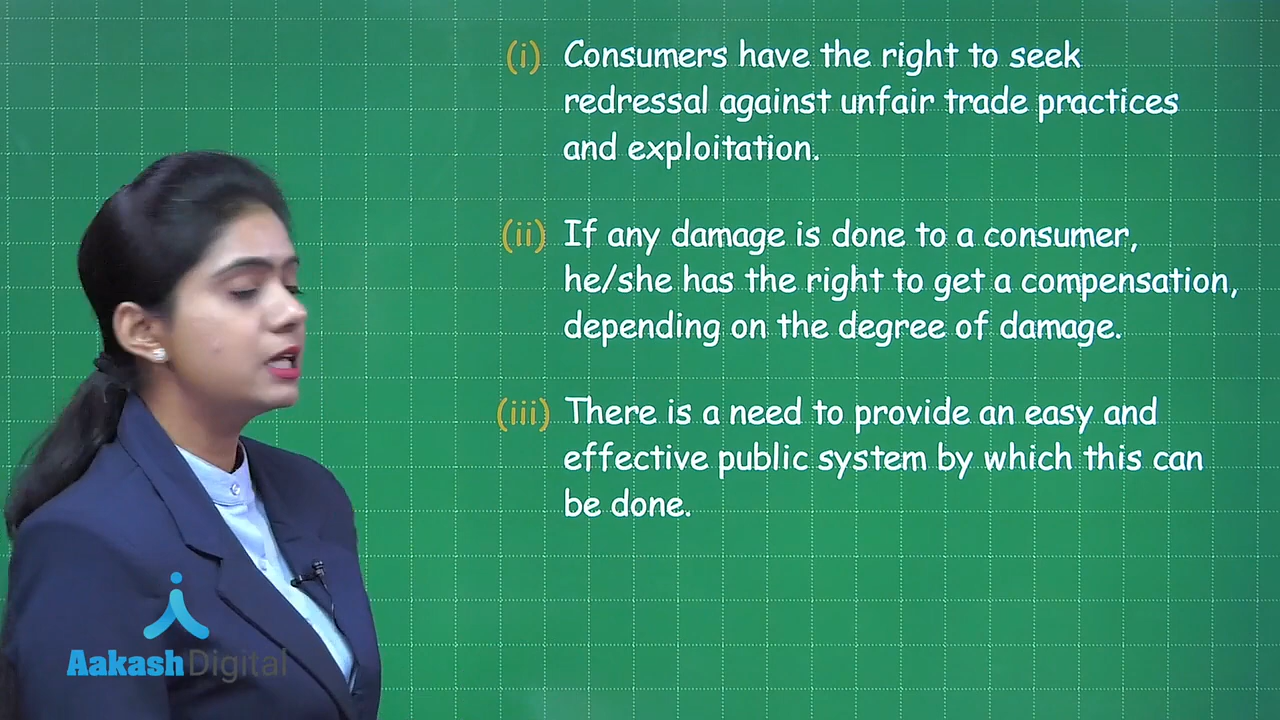 (i) Consumers have the right to seek
redressal against unfair trade practices
and exploitation.
(ii) If any damage is done to a consumer,
he/she has the right to get a compensation,
depending on the degree of damage.
(iii) There is a need to provide an easy and
effective public system by which this can
be done.
Aakash Digital